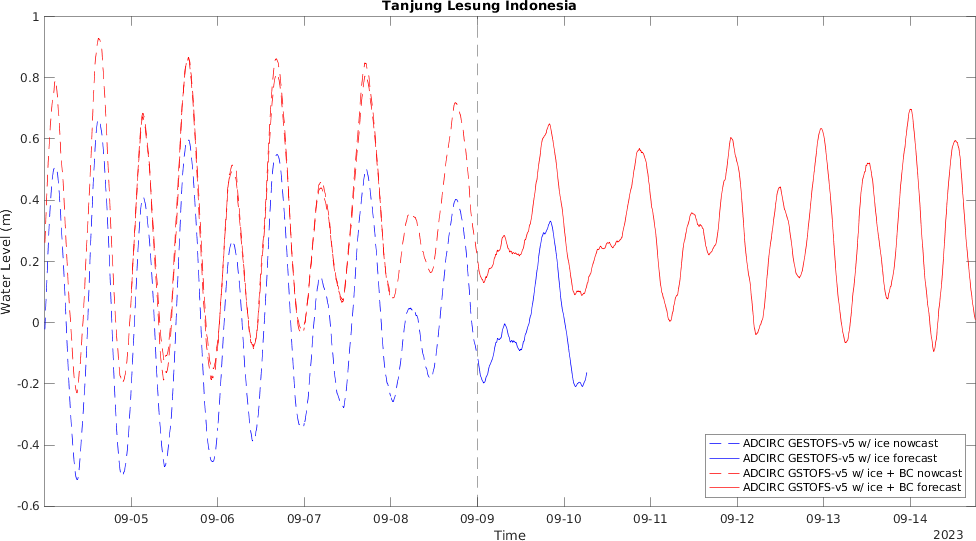 Tanjung Lesung Indonesia
1
0.8
0.6
0.4
0.2
0
-0.2
-0.4
-0.6
Water Level (m)
ADCIRC GESTOFS-v5 w/ ice nowcast
ADCIRC GESTOFS-v5 w/ ice forecast
ADCIRC GSTOFS-v5 w/ ice + BC nowcast
ADCIRC GSTOFS-v5 w/ ice + BC forecast
09-05 09-06 09-07 09-08 09-09 09-10 09-11 09-12 09-13 09-14
Time
2023